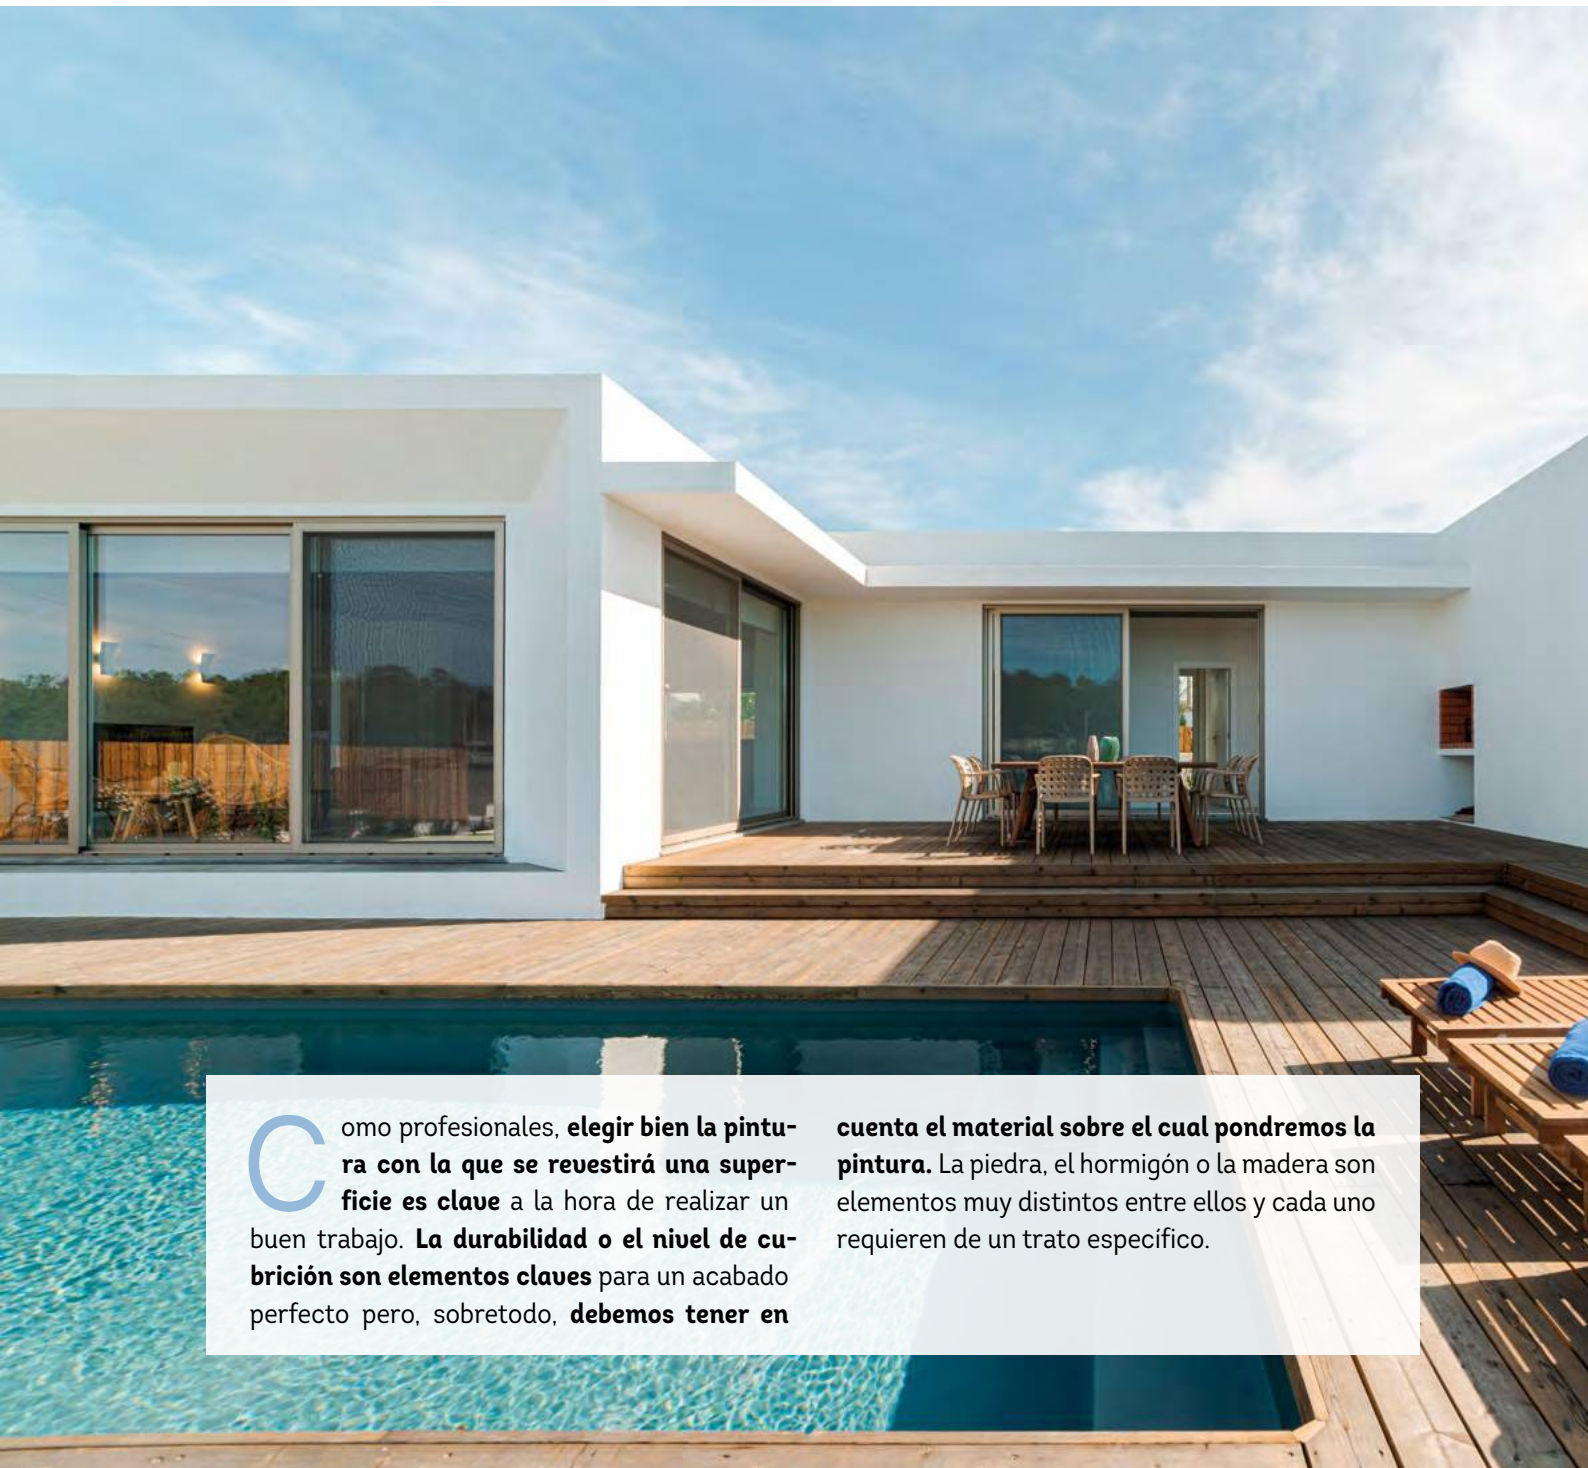 Como profesionales, elegir bien la pintu-
ra con la que se revestirá una super-
ficie es clave a la hora de realizar un
buen trabajo. La durabilidad o el nivel de cu-
brición son elementos claves para un acabado
perfecto pero, sobretodo, debemos tener en
cuenta el material sobre el cual pondremos la
pintura. La piedra, el hormigón o la madera son
elementos muy distintos entre ellos y cada uno
requieren de un trato específico.